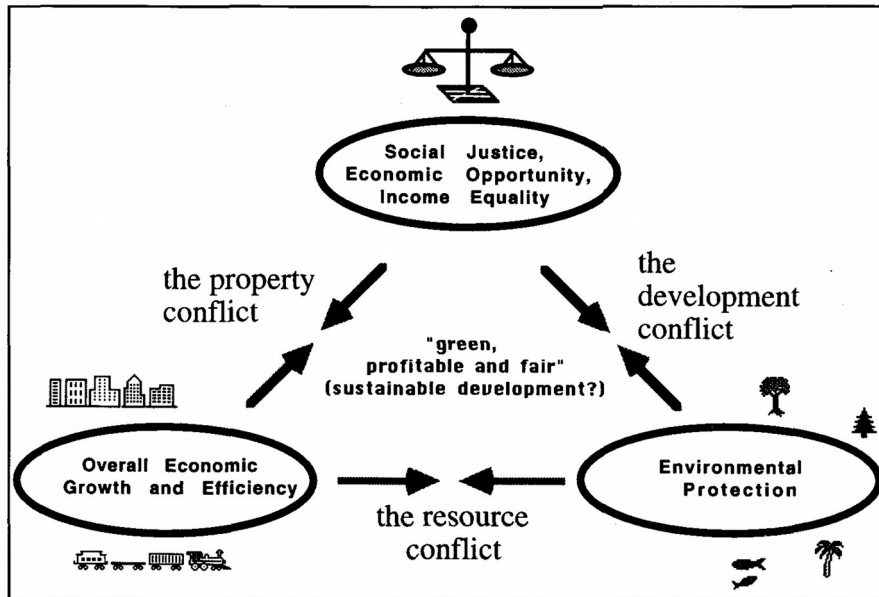 Social Justice,
Economic Opportunity,
Income Equality
the property
conflict
the
development
conflict
"green,
profitable and fair"
(sustainable development?)
Overall Economic
Growth and Efficiency
Environmental
Protection
the resource
conflict